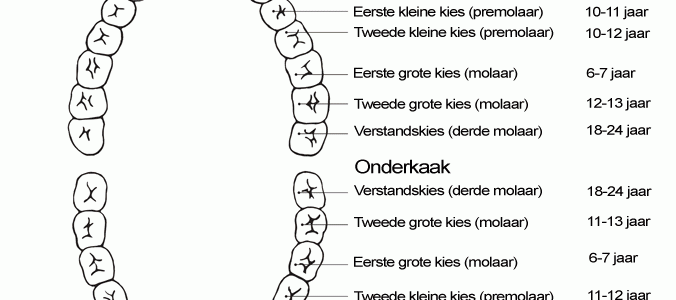 Eerste kleine kies (premolaar) 10-11 jaar
Tweede kleine kies (premolaar) 10-12 jaar
Eerste grote kies (molaar) 6-7 jaar
Tweede grote kies (molaar) 12-13 jaar
Verstandskies (derde molaar) 18-24 jaar
Onderkaak
Verstandskies (derde molaar) 18-24 jaar
Tweede grote kies (molaar) 11-13 jaar
Eerste grote kies (molaar) 6-7 jaar
Tweede kleine kies (premolaar) 11-12 jaar